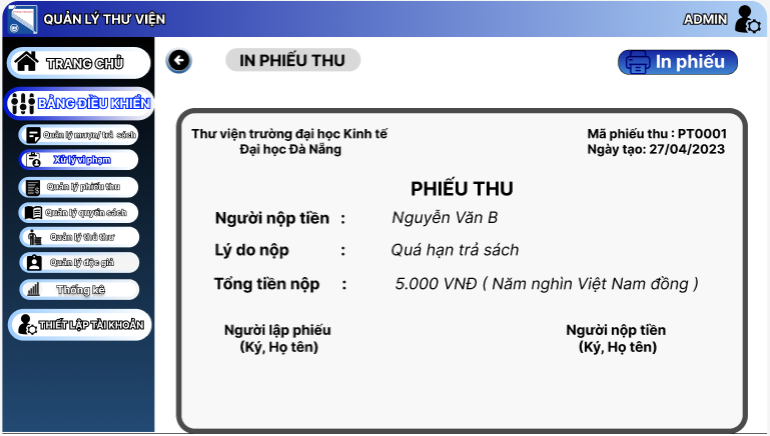 QUẢN LÝ THƯ VIỆN
ADMIN
TRANG CHỦ
IN PHIẾU THU
In phiếu
BẢNG ĐIỀU KHIỂN
Quản lý mượn/ trả sách
Xử lý vi phạm
Quản lý phiếu thu
Quản lý quyển sách
Quản lý thủ thư
Quản lý độc giả
Thống kê
THIẾT LẬP TÀI KHOẢN
Thư viện trường đại học Kinh tế
Đại học Đà Nẵng
Mã phiếu thu : PT0001
Ngày tạo: 27/04/2023
PHIẾU THU
Người nộp tiền : Nguyễn Văn B
Lý do nộp : Quá hạn trả sách
Tổng tiền nộp : 5.000 VNĐ ( Năm nghìn Việt Nam đồng )
Người lập phiếu
(Ký, Họ tên)
Người nộp tiền
(Ký, Họ tên)